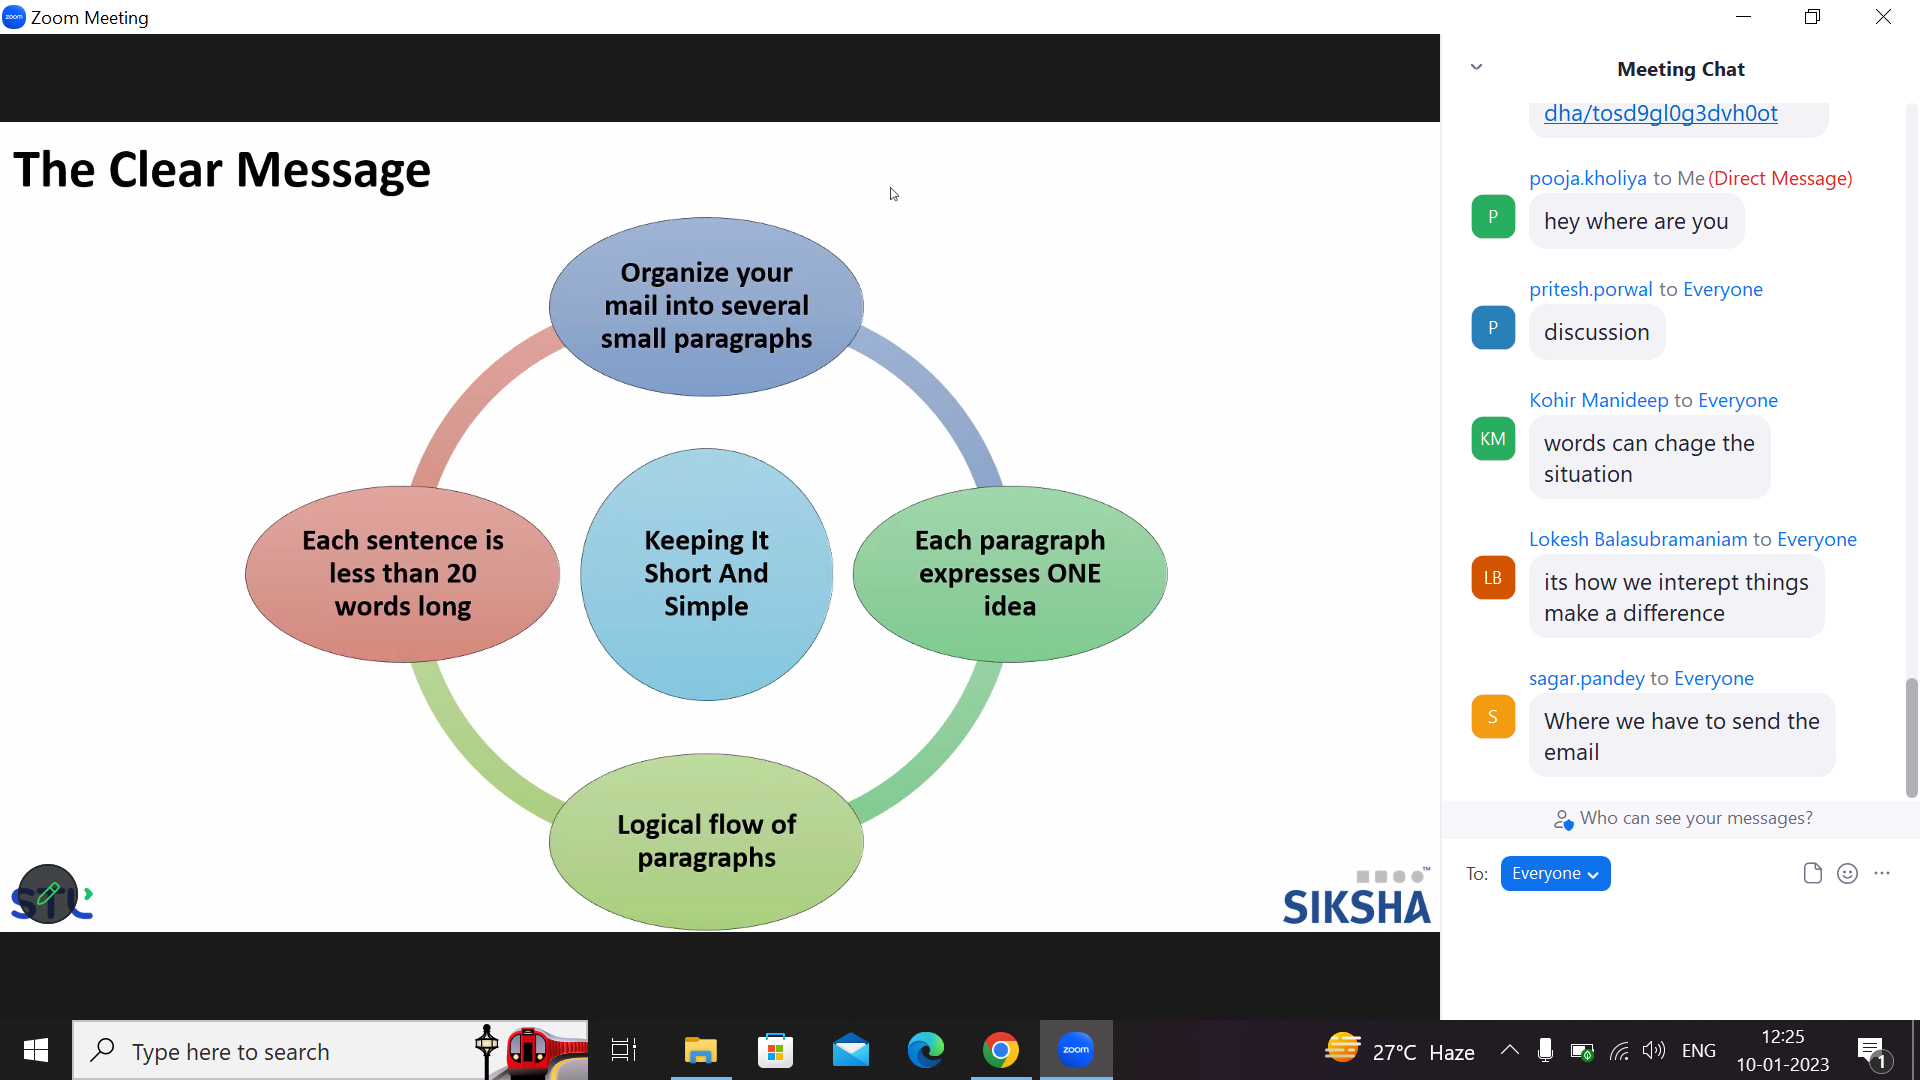 zoom
Zoom Meeting
The Clear Message
Organize your
mail into several
small paragraphs
Each sentence is
less than 20
words long
Keeping It
Short And
Simple
Each paragraph
expresses ONE
idea
Logical flow of
paragraphs
STL
SIKSHA
TM
Meeting Chat
dha/tosd9gl0g3dvh0ot
pooja.kholiya to Me (Direct Message)
P
hey where are you
pritesh.porwal to Everyone
P
discussion
Kohir Manideep to Everyone
KM
words can chage the
situation
Lokesh Balasubramaniam to Everyone
LB
its how we interept things
make a difference
sagar.pandey to Everyone
S
Where we have to send the
email
Who can see your messages?
To: Everyone
Type here to search
zoom
27°C Haze
ENG
12:25
10-01-2023
1